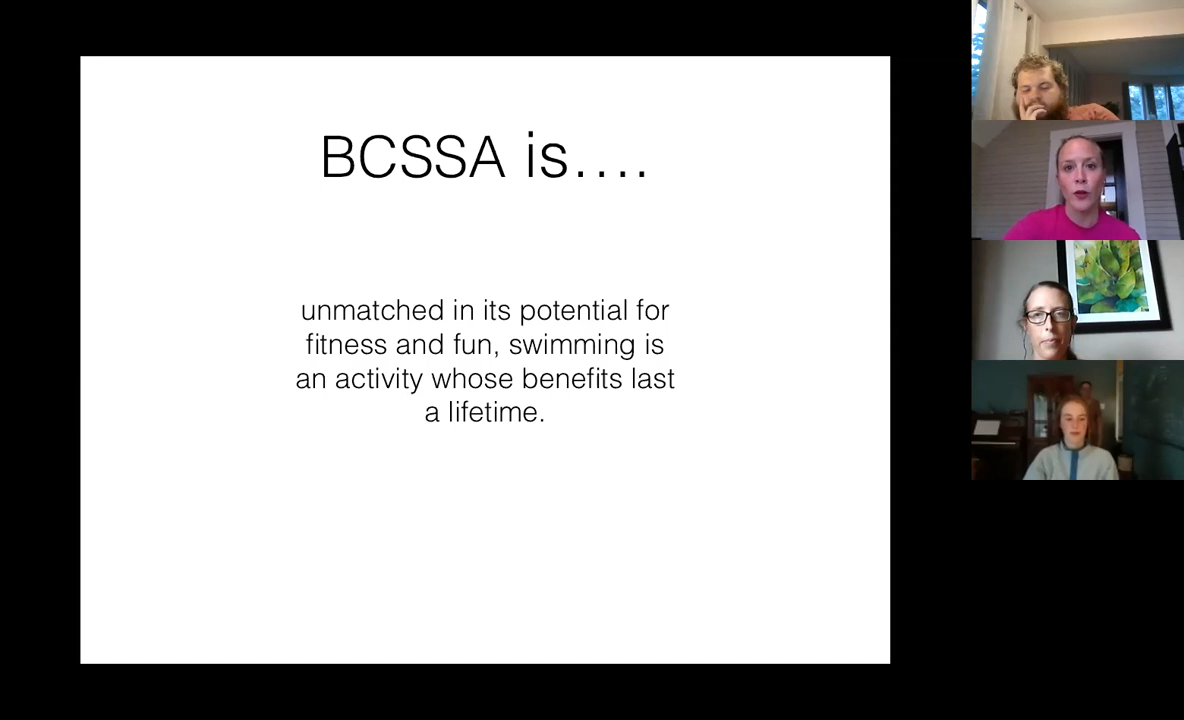 BCSSA is….
unmatched in its potential for
fitness and fun, swimming is
an activity whose benefits last
a lifetime.